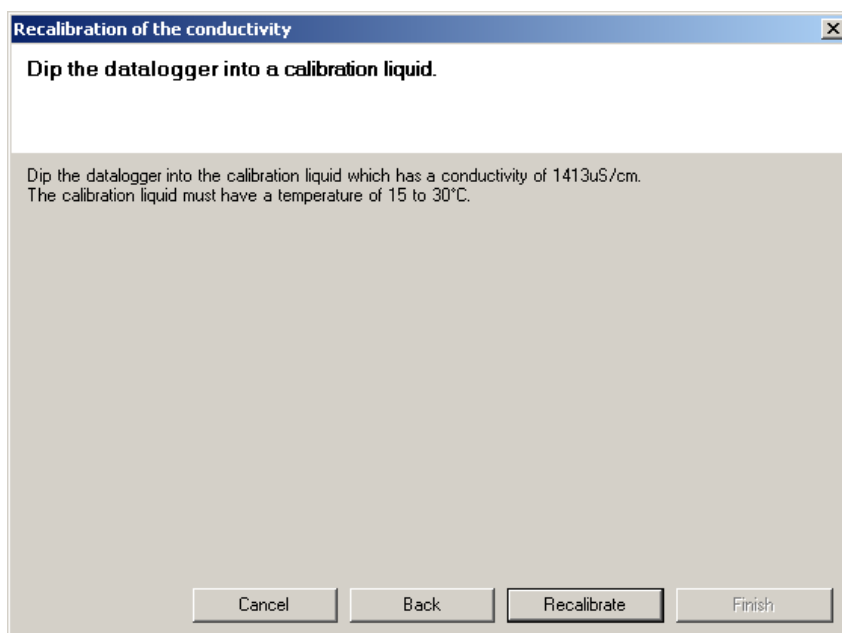 Recalibration of the conductivity
Dip the datalogger into a calibration liquid.
Dip the datalogger into the calibration liquid which has a conductivity of 1413uS/cm.
The calibration liquid must have a temperature of 15 to 30°C.
Cancel Back Recalibrate Finish